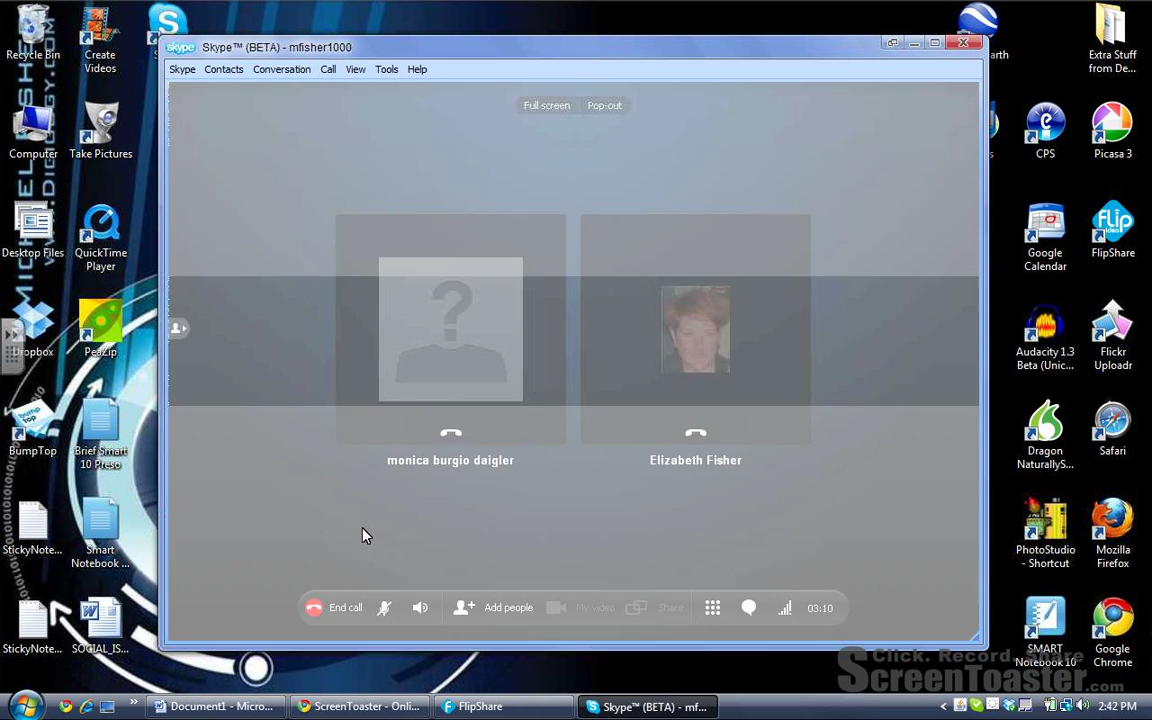 Recycle Bin
Create
Videos
Skype™ (BETA) - mfisher1000
Extra Stuff
from De...
Skype Contacts Conversation Call View Tools Help
Full screen Pop-out
Computer
Take Pictures
CPS
Picasa 3
Desktop Files
QuickTime
Player
Google
Calendar
FlipShare
PeaZip
Audacity 1.3
Beta (Unic...
Flickr
Uploadr
BumpTop
Brief Smart
10 Preso
monica burgio daigler
Elizabeth Fisher
Dragon
NaturallyS...
Safari
StickyNote...
Smart
Notebook ...
PhotoStudio
- Shortcut
Mozilla
Firefox
End call Add people My video Share 03:10
StickyNote...
SOCIAL_IS...
SMART
Notebook 10
Google
Chrome
Click. Record. Share
ScreenToaster.com
Document1 - Micro...
ScreenToaster - Onli...
FlipShare
Skype™ (BETA) - mf...
2:42 PM